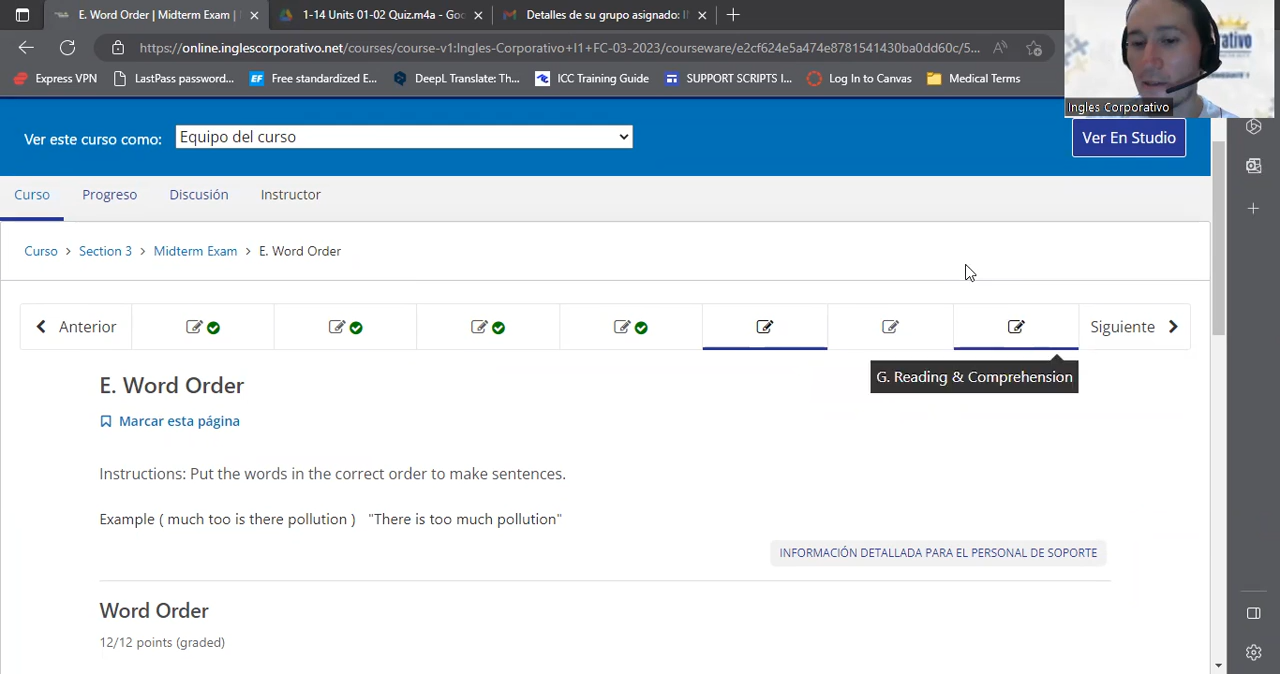 E. Word Order | Midterm Exam |
1-14 Units 01-02 Quiz.m4a - Goo
Detalles de su grupo asignado: I
https://online.inglescorporativo.net/courses/course-v1:Ingles-Corporativo+I1+FC-03-2023/courseware/e2cf624e5a474e8781541430ba0dd60c/5...
Express VPN
LastPass password...
EF Free standardized E...
DeepL Translate: Th...
ICC Training Guide
SUPPORT SCRIPTS I...
Log In to Canvas
Medical Trems
Ingles Corporativo
Ver este curso como:
Equipo del curso
Ver En Studio
Curso
Progreso
Discusión
Instructor
Curso > Section 3 > Midterm Exam > E. Word Order
Anterior
Siguiente
G. Reading & Comprehension
E. Word Order
Marcar esta página
Instructions: Put the words in the correct order to make sentences.
Example ( much too is there pollution ) "There is too much pollution"
INFORMACIÓN DETALLADA PARA EL PERSONAL DE SOPORTE
Word Order
12/12 points (graded)